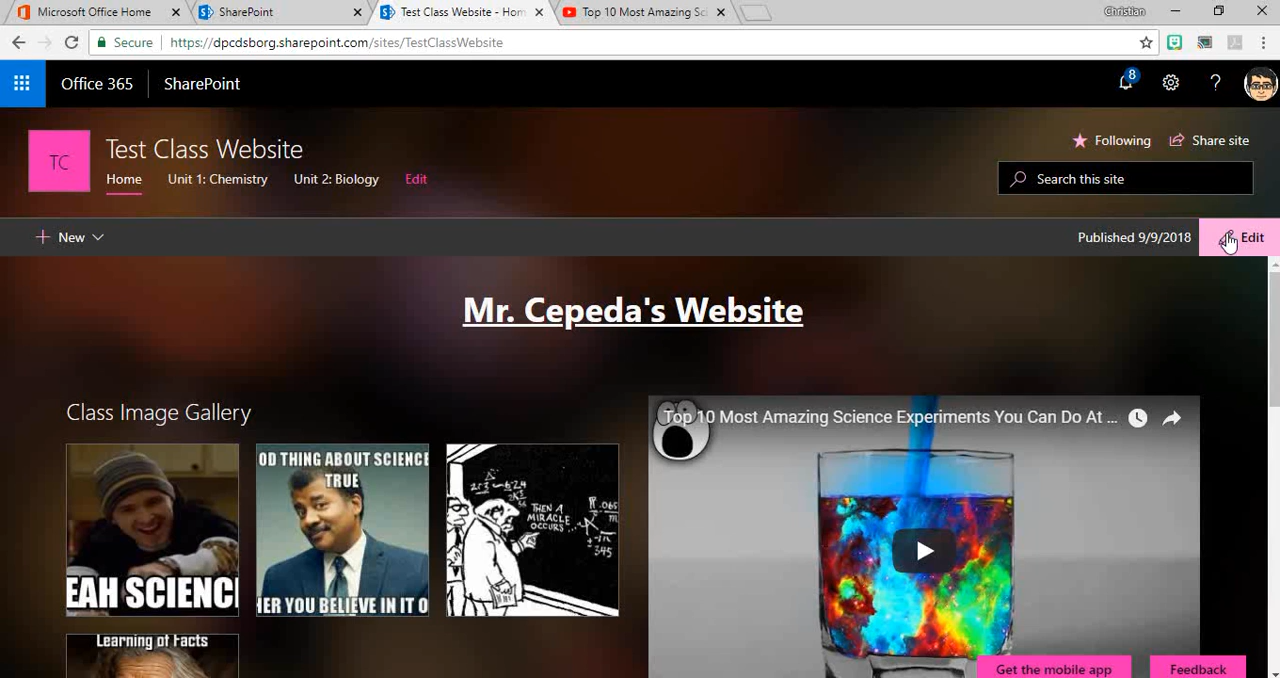 Microsoft Office Home
SharePoint
Test Class Website - Hom
Top 10 Most Amazing Sci
Christian
Secure
https://dpcdsborg.sharepoint.com/sites/TestClassWebsite
Office 365
SharePoint
8
TC
Test Class Website
Following
Share site
Home
Unit 1: Chemistry
Unit 2: Biology
Edit
Search this site
New
Published 9/9/2018
Edit
Mr. Cepeda's Website
Class Image Gallery
Top 10 Most Amazing Science Experiments You Can Do At ...
EAH SCIENC
OD THING ABOUT SCIENCE
TRUE
HER YOU BELIEVE IN IT O
THEN A
MIRACLE
OCCURS...
Learning of Facts
Get the mobile app
Feedback